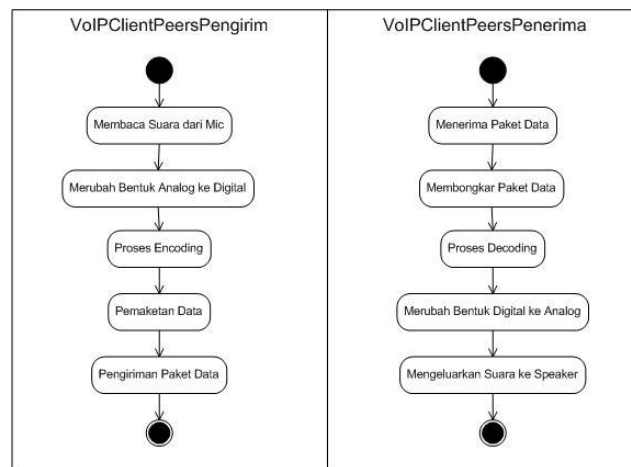 VoIPClientPeersPengirim
Membaca Suara dari Mic
Merubah Bentuk Analog ke Digital
Proses Encoding
Pemaketan Data
Pengiriman Paket Data
VoIPClientPeersPenerima
Menerima Paket Data
Membongkar Paket Data
Proses Decoding
Merubah Bentuk Digital ke Analog
Mengeluarkan Suara ke Speaker